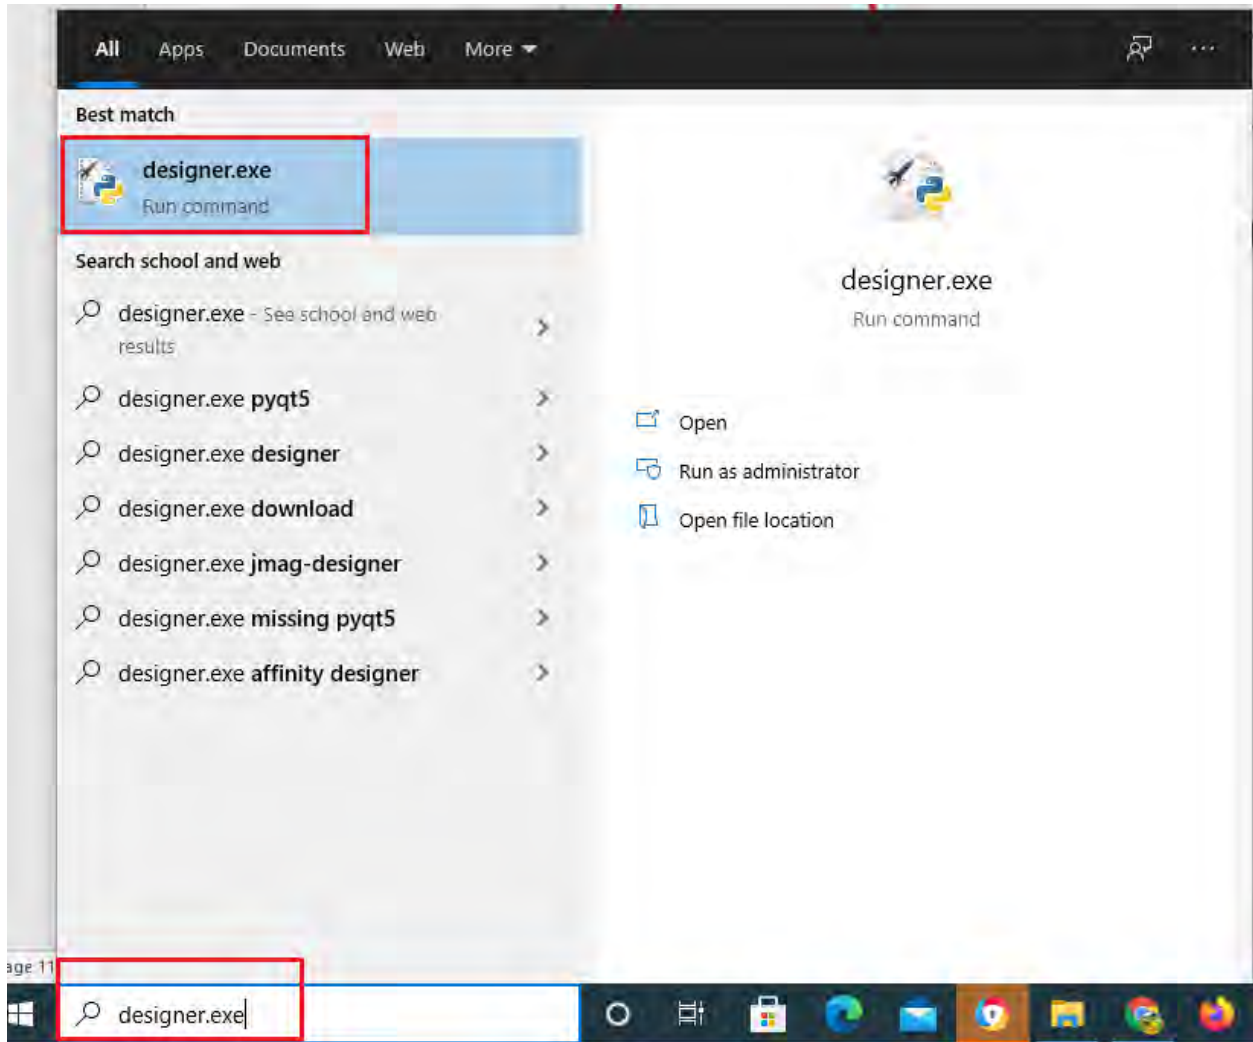 All Apps Documents Web More
Best match
designer.exe
Run command
Search school and web
designer.exe - See school and web
results
designer.exe pyqt5
designer.exe designer
designer.exe download
designer.exe jmag-designer
designer.exe missing pyqt5
designer.exe affinity designer
designer.exe
Run command
Open
Run as administrator
Open file location
age 11
designer.exe